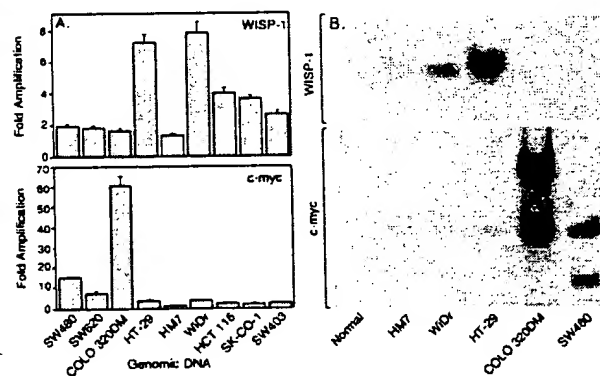 A.
WISP-1
Fold Amplification
8
6
4
2
0
c-myc
Fold Amplification
70
60
50
40
30
20
10
0
SW480
SW620
COLO 320DM
HT-29
HM7
WiDr
HCT 116
SK-CO-1
SW403
Genomic DNA
B.
WISP-1
c-myc
Normal
HM7
WiDr
HT-29
COLO 320DM
SW480